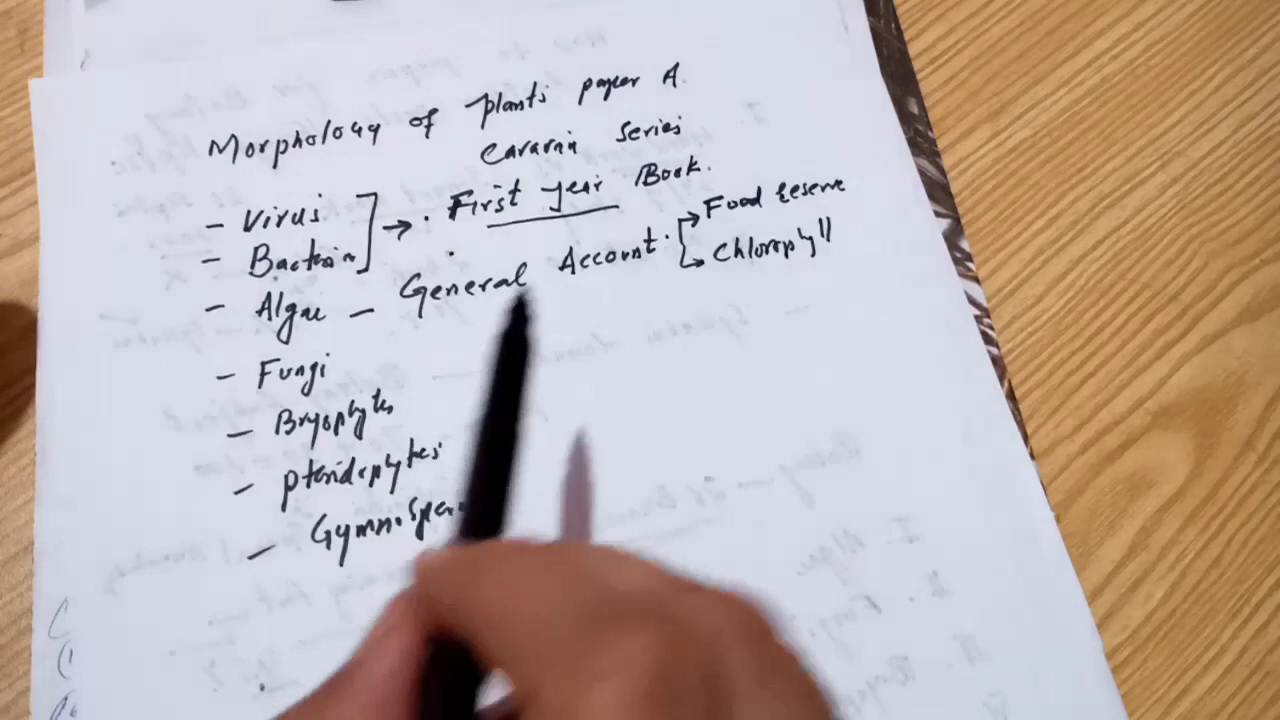 Morphology of plants paper A.
Caravan Series
- Virus
- Bacteria → . First year Book.
- Algae - General Account. → Food reserve
→ Chlorophyll
- Fungi
- Bryophytes
- Pteridophytes
- Gymnosper